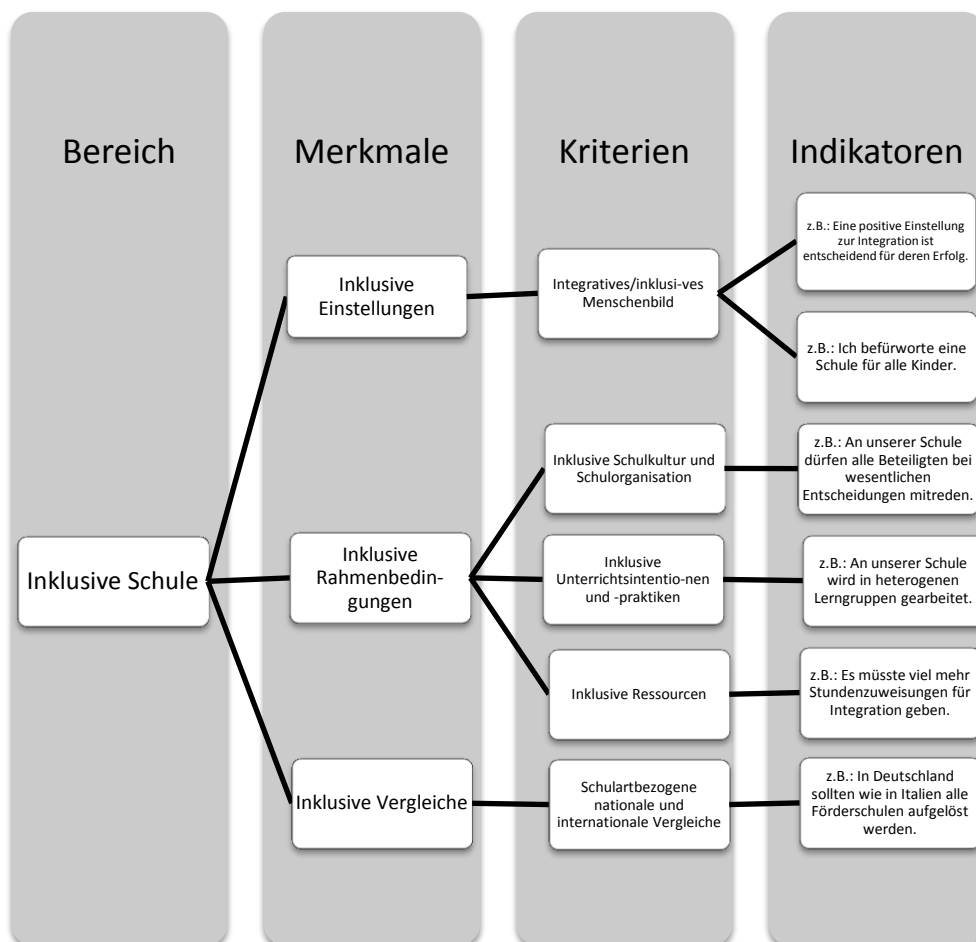 Bereich
Merkmale
Kriterien
Indikatoren
Inklusive Schule
Inklusive
Einstellungen
Inklusive
Rahmenbedin-
gungen
Inklusive Vergleiche
Integratives/inklusi-ves
Menschenbild
Inklusive Schulkultur und
Schulorganisation
Inklusive
Unterrichtsintentio-nen
und -praktiken
Inklusive Ressourcen
Schulartbezogene
nationale und
internationale Vergleiche
z.B.: Eine positive Einstellung
zur Integration ist
entscheidend für deren Erfolg.
z.B.: Ich befürworte eine
Schule für alle Kinder.
z.B.: An unserer Schule
dürfen alle Beteiligten bei
wesentlichen
Entscheidungen mitreden.
z.B.: An unserer Schule
wird in heterogenen
Lerngruppen gearbeitet.
z.B.: Es müsste viel mehr
Stundenzuweisungen für
Integration geben.
z.B.: In Deutschland
sollten wie in Italien alle
Förderschulen aufgelöst
werden.